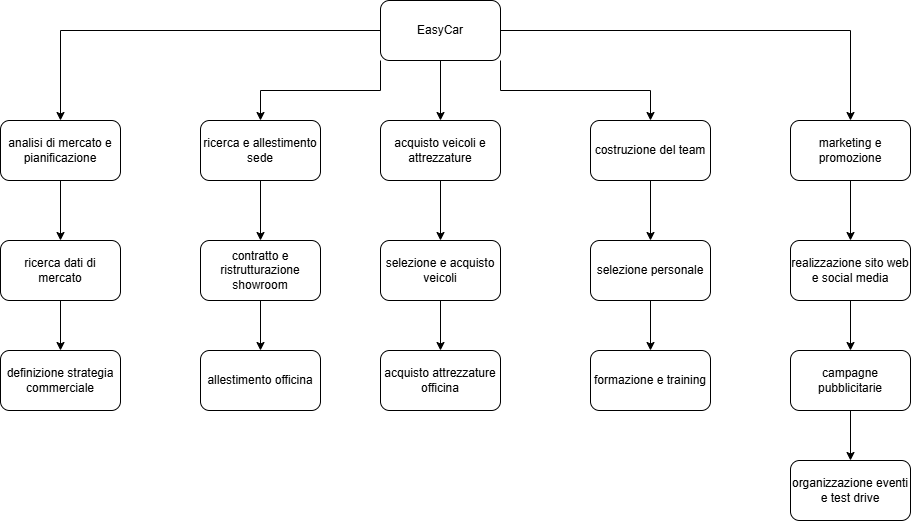 EasyCar
analisi di mercato e
pianificazione
ricerca e allestimento
sede
acquisto veicoli e
attrezzature
costruzione del team
marketing e
promozione
ricerca dati di
mercato
contratto e
ristrutturazione
showroom
selezione e acquisto
veicoli
selezione personale
realizzazione sito web
e social media
definizione strategia
commerciale
allestimento officina
acquisto attrezzature
officina
formazione e training
campagne
pubblicitarie
organizzazione eventi
e test drive